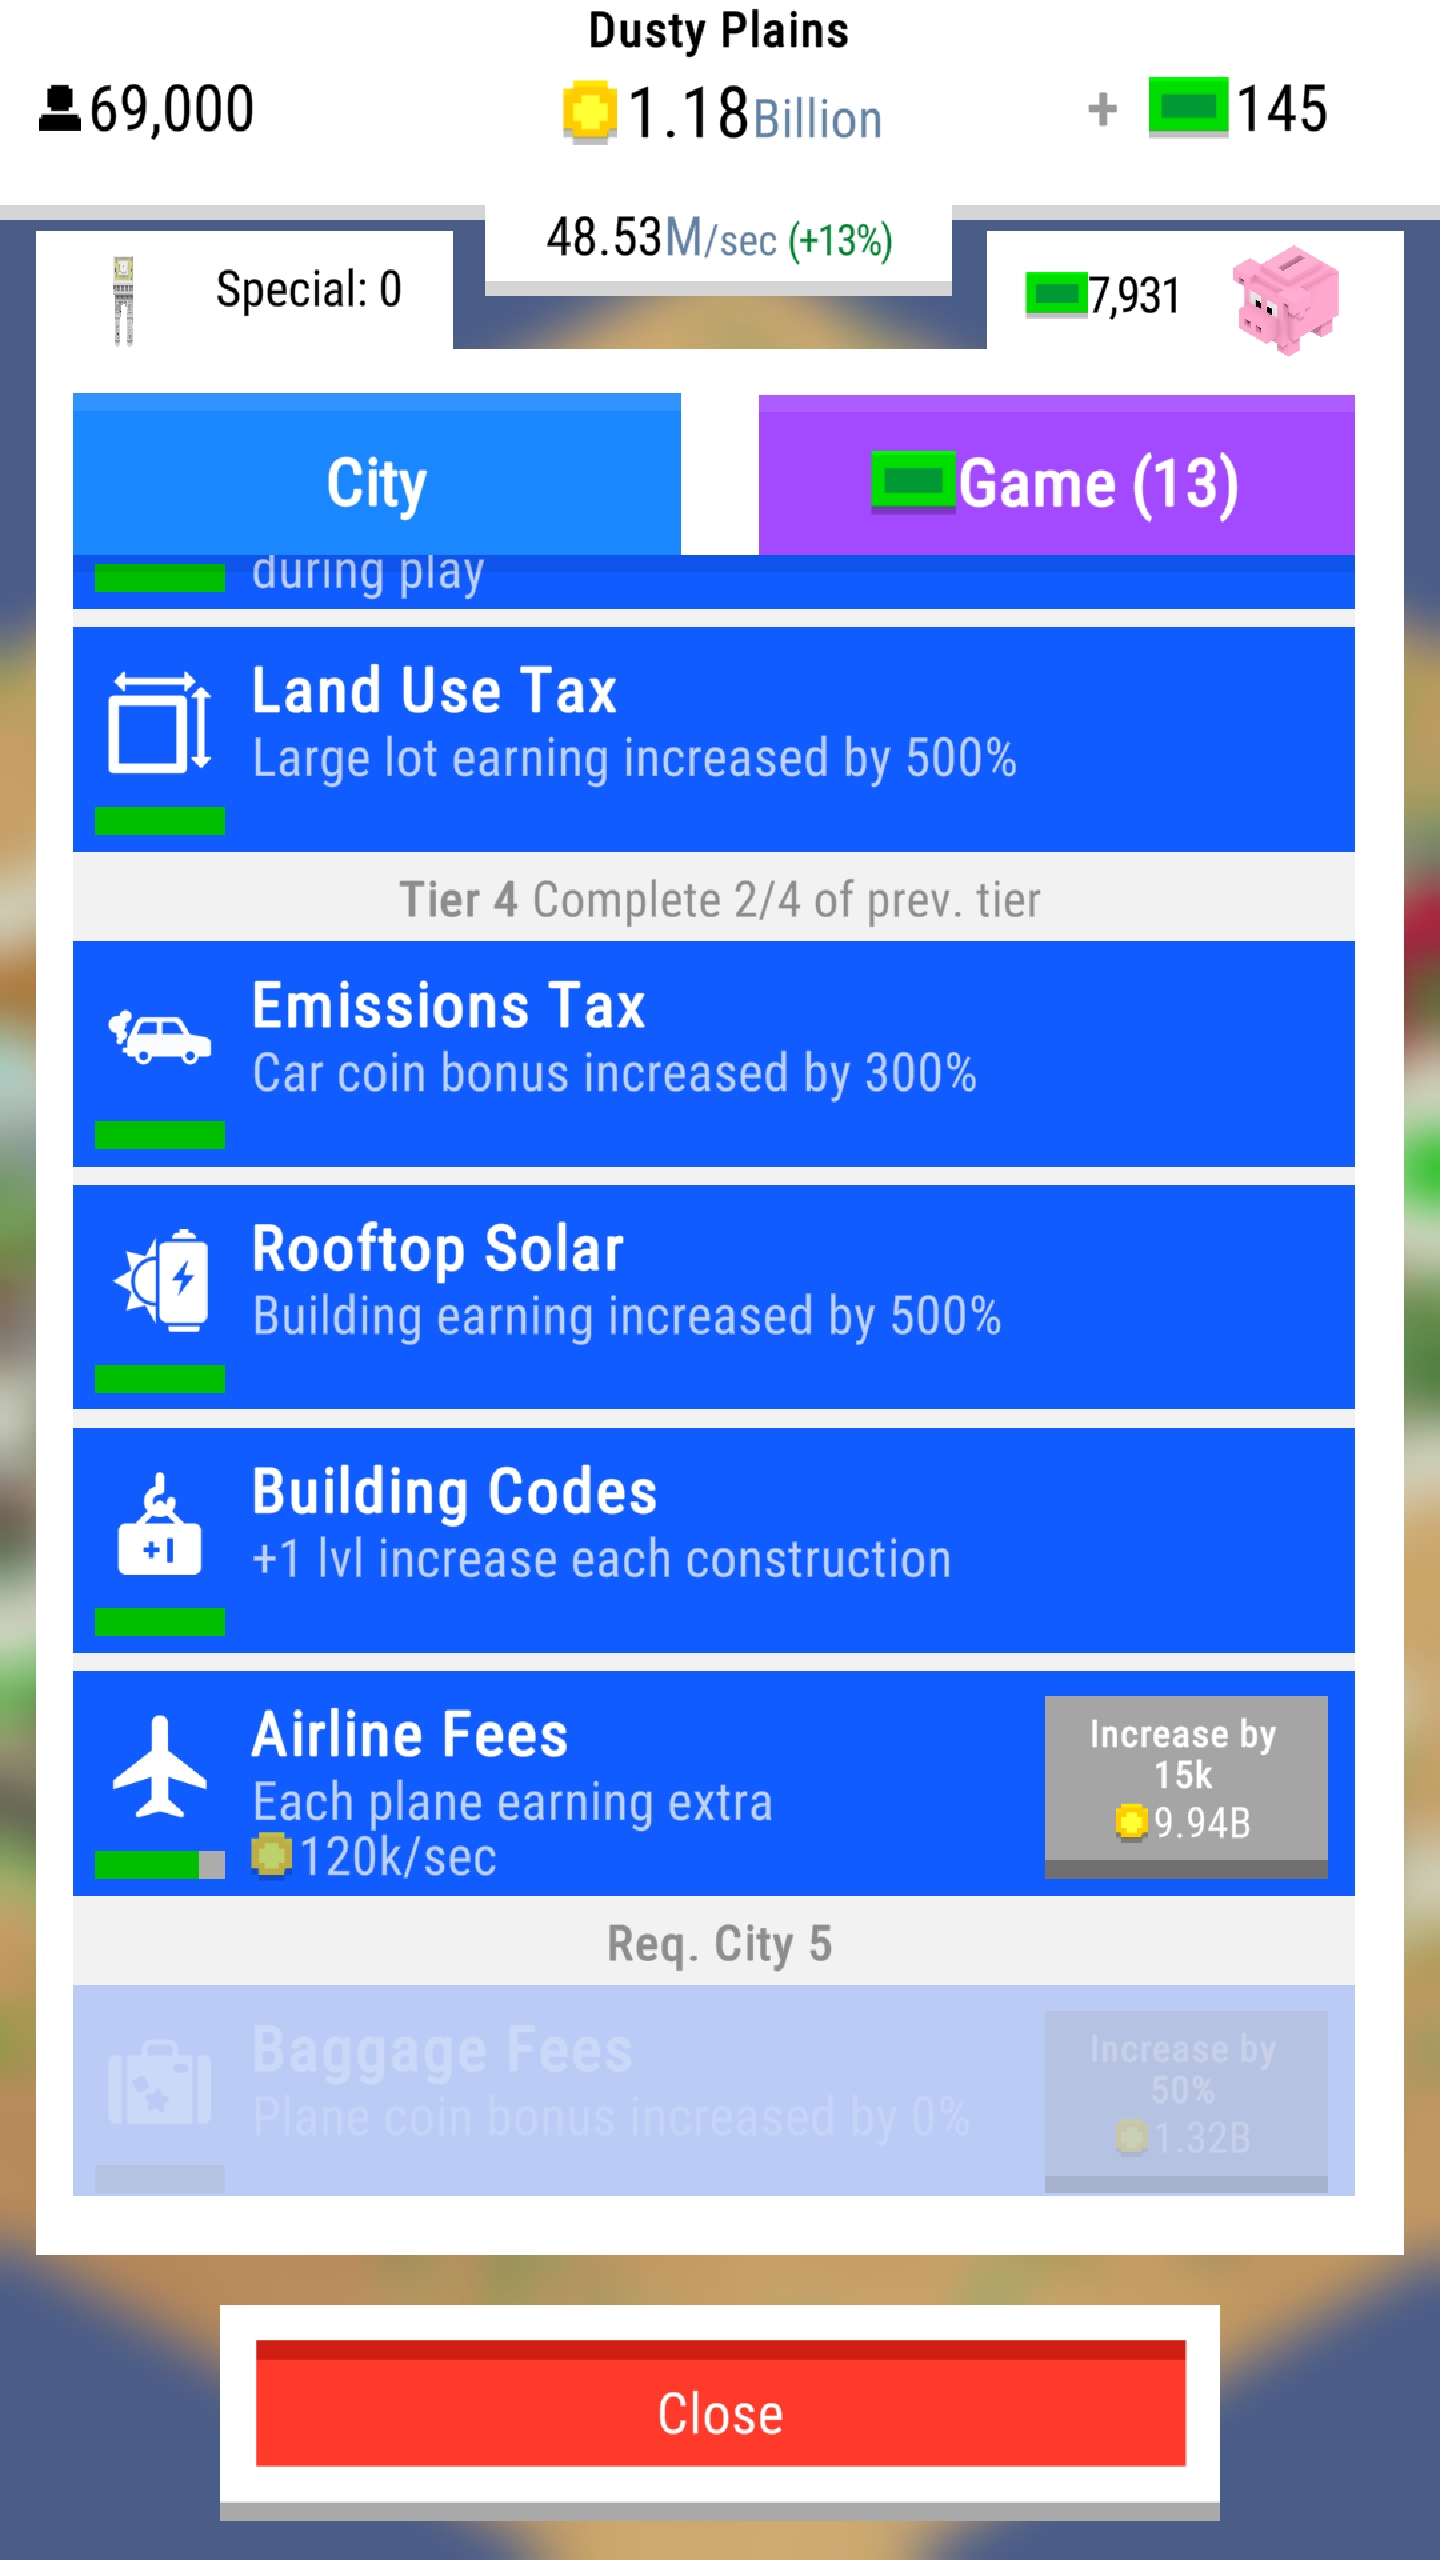 Dusty Plains
69,000
1.18Billion
+ 145
48.53M/sec (+13%)
Special: 0
7,931
City
Game (13)
during play
Land Use Tax
Large lot earning increased by 500%
Tier 4 Complete 2/4 of prev. tier
Emissions Tax
Car coin bonus increased by 300%
Rooftop Solar
Building earning increased by 500%
+1
Building Codes
+1 lvl increase each construction
Airline Fees
Each plane earning extra
120k/sec
Increase by
15k
9.94B
Req. City 5
Baggage Fees
Plane coin bonus increased by 0%
Increase by
50%
1.32B
Close